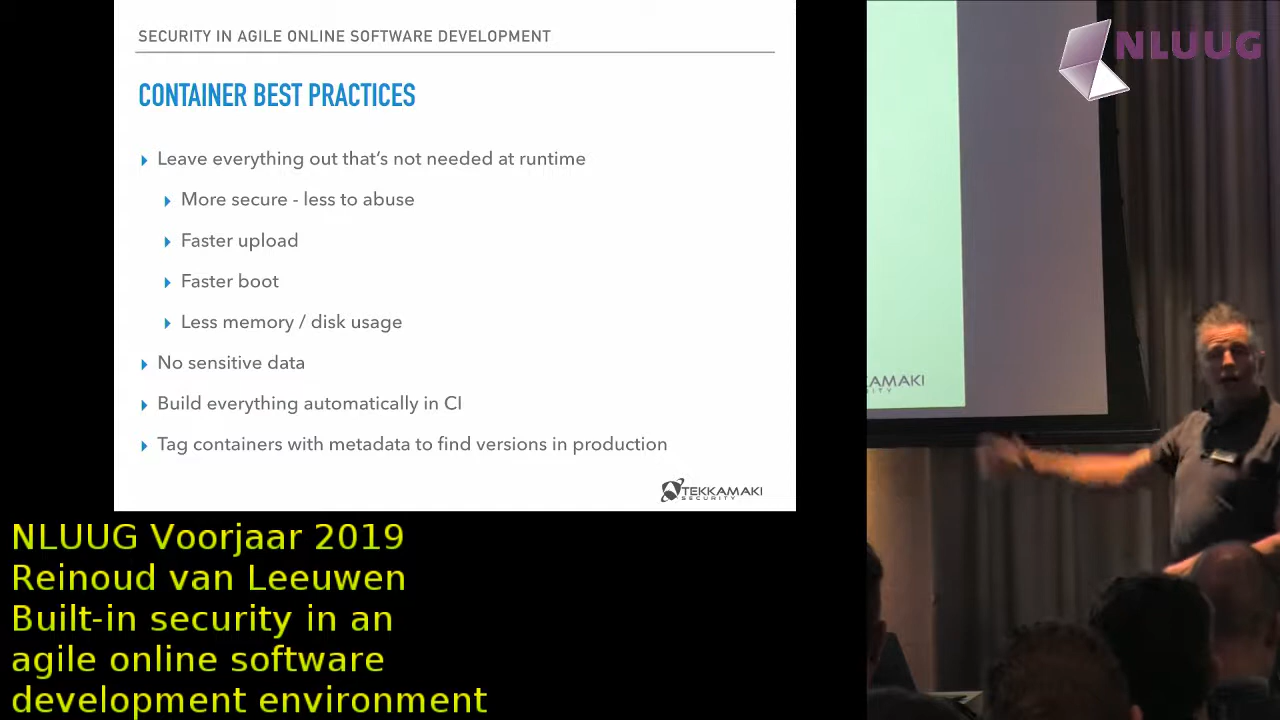 SECURITY IN AGILE ONLINE SOFTWARE DEVELOPMENT
CONTAINER BEST PRACTICES
Leave everything out that's not needed at runtime
More secure - less to abuse
Faster upload
Faster boot
Less memory / disk usage
No sensitive data
Build everything automatically in CI
Tag containers with metadata to find versions in production
TEKKAMAKI
SECURITY
NLUUG
AMAKI
NLUUG Voorjaar 2019
Reinoud van Leeuwen
Built-in security in an
agile online software
development environment